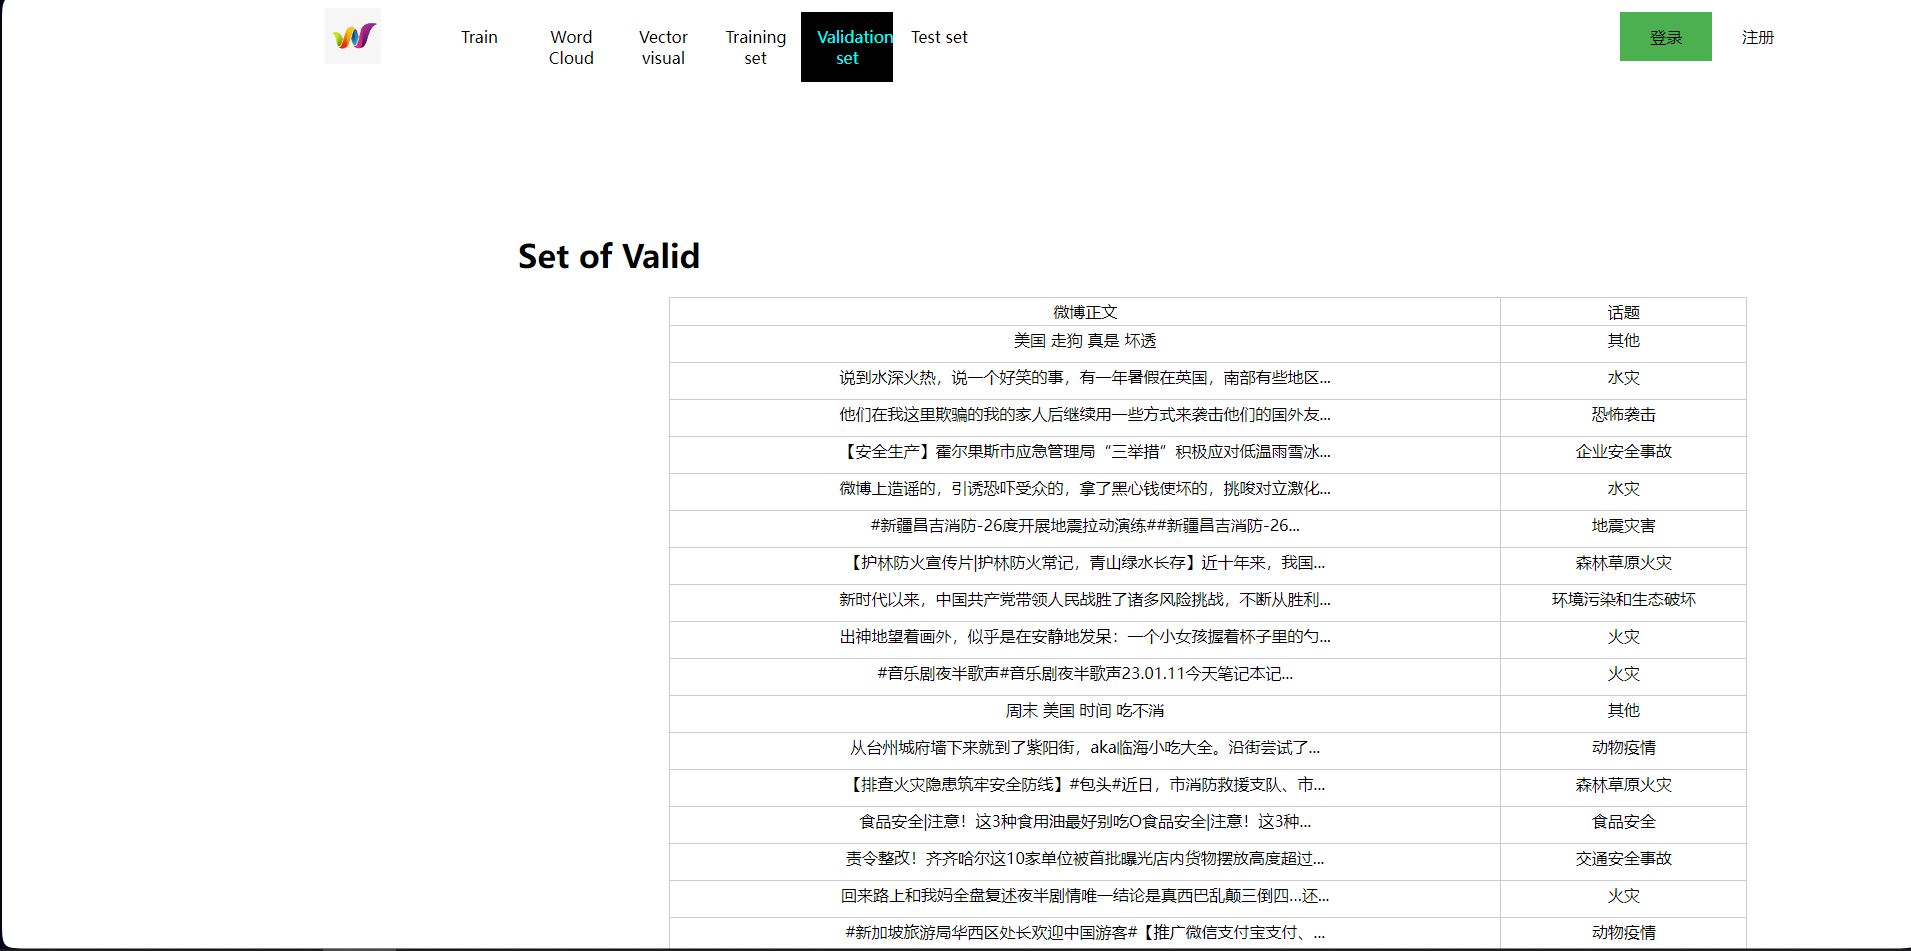 Train
Word
Cloud
Vector
visual
Training
set
Validation
set
Test set
登录
注册
Set of Valid
微博正文 话题
美国 走狗 真是 坏透 其他
说到水深火热，说一个好笑的事，有一年暑假在英国，南部有些地区... 水灾
他们在我这里欺骗的我的家人后继续用一些方式来袭击他们的国外友... 恐怖袭击
【安全生产】霍尔果斯市应急管理局“三举措”积极应对低温雨雪冰... 企业安全事故
微博上造谣的，引诱恐吓受众的，拿了黑心钱使坏的，挑唆对立激化... 水灾
#新疆昌吉消防-26度开展地震拉动演练##新疆昌吉消防-26... 地震灾害
【护林防火宣传片|护林防火常记，青山绿水长存】近十年来，我国... 森林草原火灾
新时代以来，中国共产党带领人民战胜了诸多风险挑战，不断从胜利... 环境污染和生态破坏
出神地望着画外，似乎是在安静地发呆：一个小女孩握着杯子里的勺... 火灾
#音乐剧夜半歌声#音乐剧夜半歌声23.01.11今天笔记本记... 火灾
周末 美国 时间 吃不消 其他
从台州城府墙下来就到了紫阳街，aka临海小吃大全。沿街尝试了... 动物疫情
【排查火灾隐患筑牢安全防线】#包头#近日，市消防救援支队、市... 森林草原火灾
食品安全|注意！这3种食用油最好别吃O食品安全|注意！这3种... 食品安全
责令整改！齐齐哈尔这10家单位被首批曝光店内货物摆放高度超过... 交通安全事故
回来路上和我妈全盘复述夜半剧情唯一结论是真西巴乱颠三倒四...还... 火灾
#新加坡旅游局华西区处长欢迎中国游客#【推广微信支付宝支付、... 动物疫情